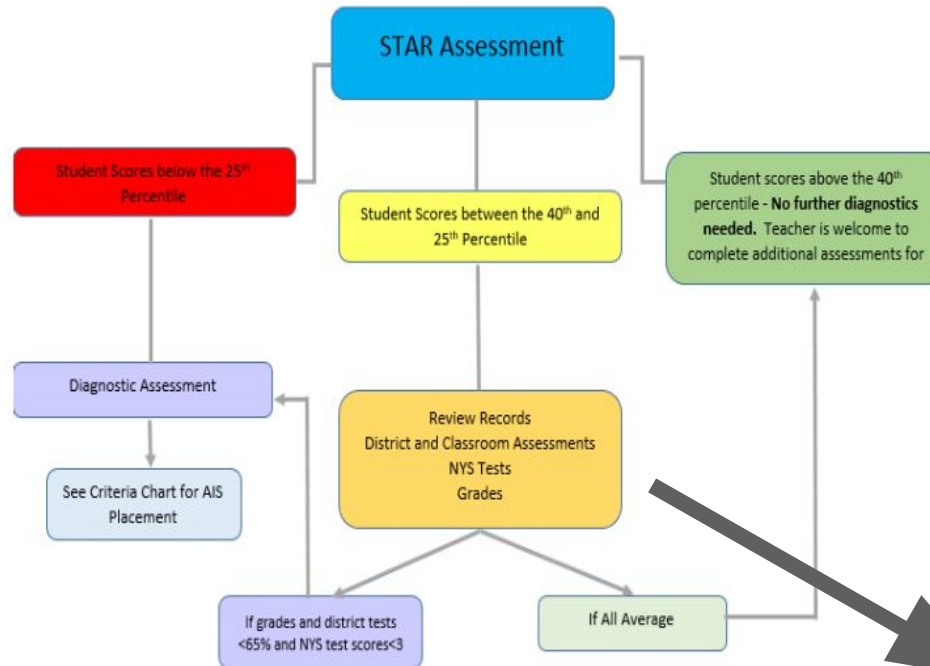 STAR Assessment
Student Scores below the 25th
Percentile
Student Scores between the 40th and
25th Percentile
Student scores above the 40th
percentile - No further diagnostics
needed. Teacher is welcome to
complete additional assessments for
Diagnostic Assessment
Review Records
District and Classroom Assessments
NYS Tests
Grades
See Criteria Chart for AIS
Placement
If grades and district tests
<65% and NYS test scores<3
If All Average